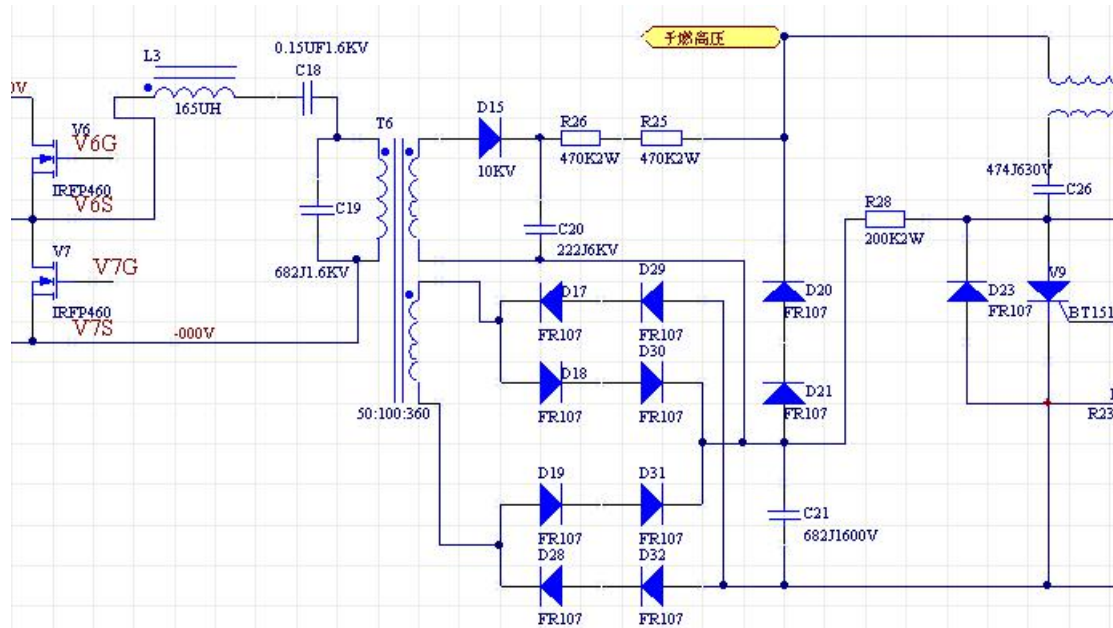 予燃高压
0.15UF1.6KV
L3
C18
165UH
0V
V6
V6G
IRFP460
V6S
V7
V7G
IRFP460
V7S
-000V
C19
682J1.6KV
T6
50:100:360
D15
10KV
R26
470K2W
R25
470K2W
C20
222J6KV
D17
FR107
D29
FR107
D18
FR107
D30
FR107
D19
FR107
D31
FR107
D28
FR107
D32
FR107
D20
FR107
D21
FR107
C21
682J1600V
R28
200K2W
474J630V
C26
D23
FR107
V9
BT151
R23